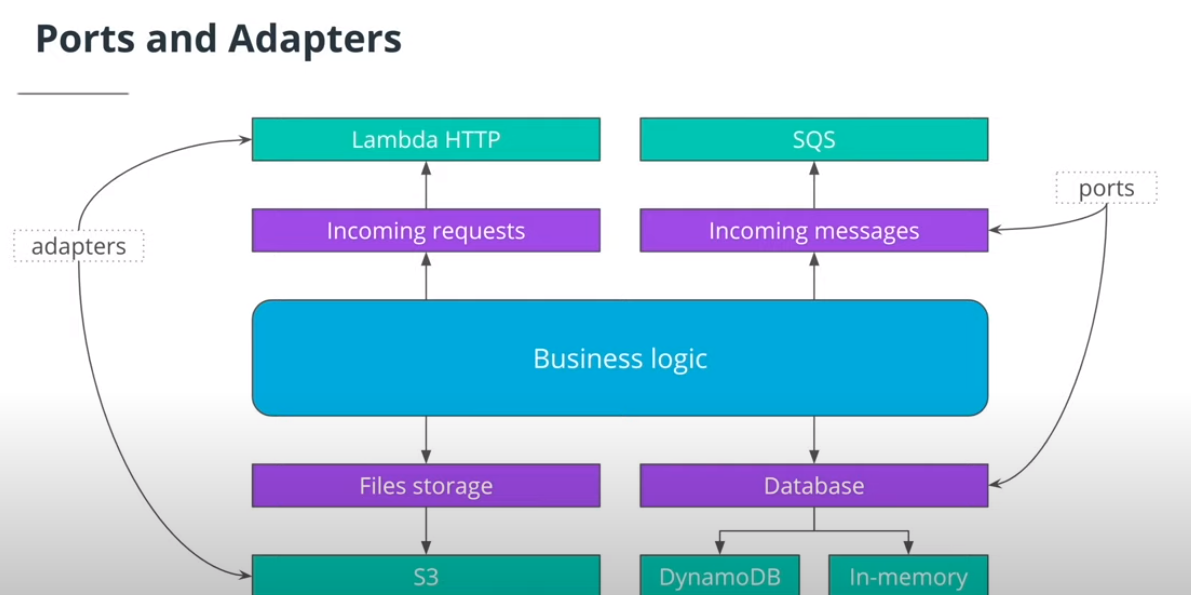 Ports and Adapters
Lambda HTTP
SQS
ports
Incoming requests
Incoming messages
adapters
Business logic
Files storage
Database
S3
DynamoDB
In-memory